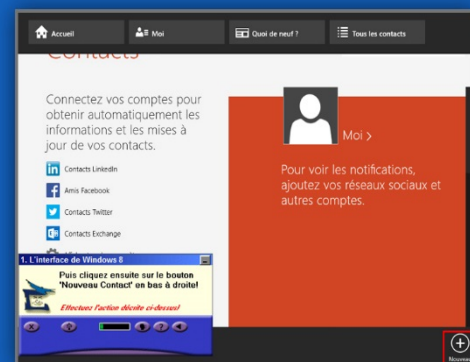 Accueil
Moi
Quoi de neuf ?
Tous les contacts
Contacts
Connectez vos comptes pour
obtenir automatiquement les
informations et les mises à
jour de vos contacts.
Contacts LinkedIn
Amis Facebook
Contacts Twitter
Contacts Exchange
Moi >
Pour voir les notifications,
ajoutez vos réseaux sociaux et
autres comptes.
1. L'interface de Windows 8
Puis cliquez ensuite sur le bouton
'Nouveau Contact' en bas à droite!
Effectuez l'action décrite ci-dessus!
Nouveau